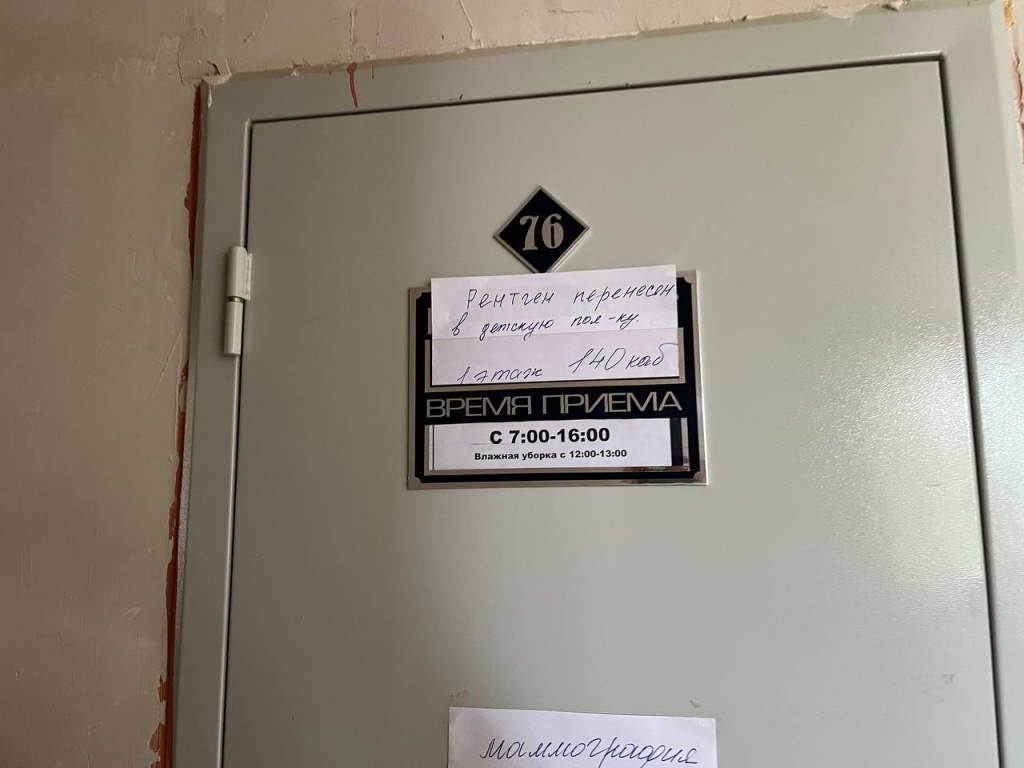 76
Рентген перенесен
в детскую пол-ку.
1 этаж 140 каб
ВРЕМЯ ПРИЕМА
С 7:00-16:00
Влажная уборка с 12:00-13:00
маммография